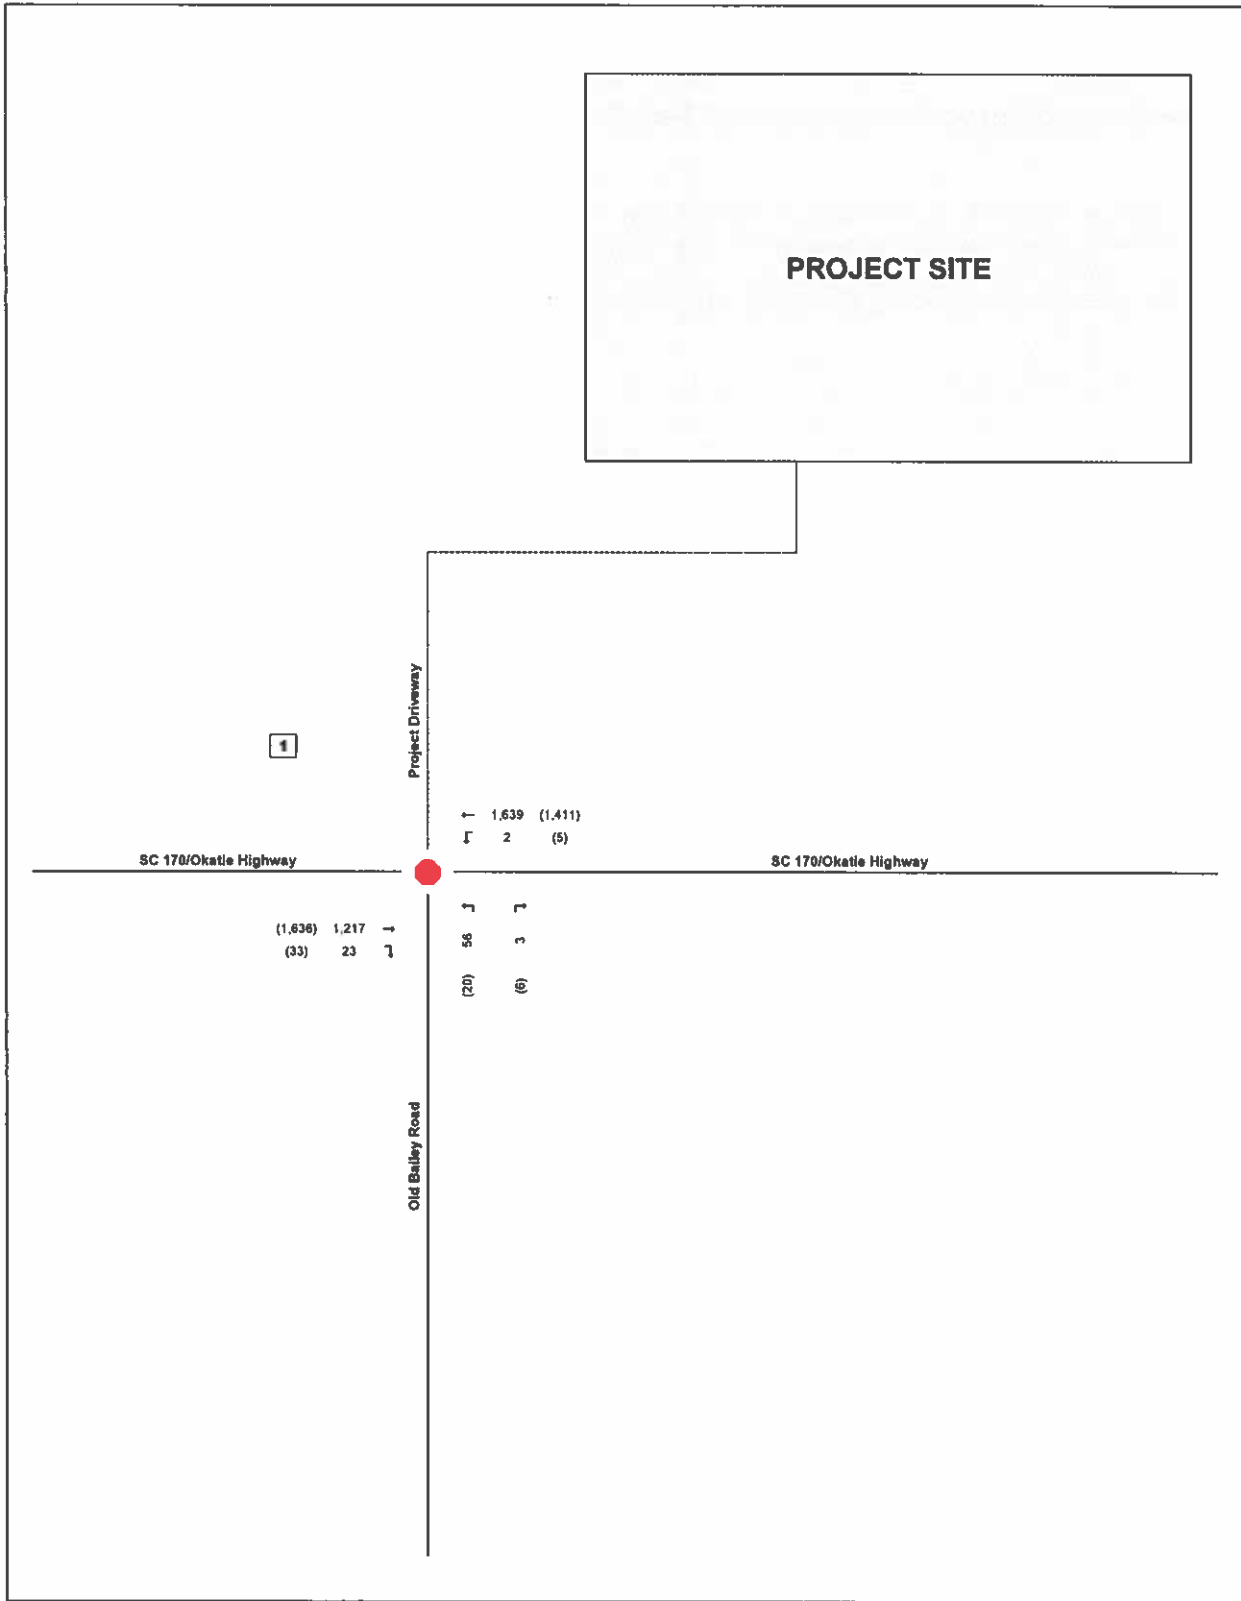 PROJECT SITE
Project Driveway
1
1,639 (1,411)
2 (5)
SC 170/Okatie Highway
SC 170/Okatie Highway
(1,636) 1,217
(33) 23
56 3
(20) (6)
Old Bailey Road